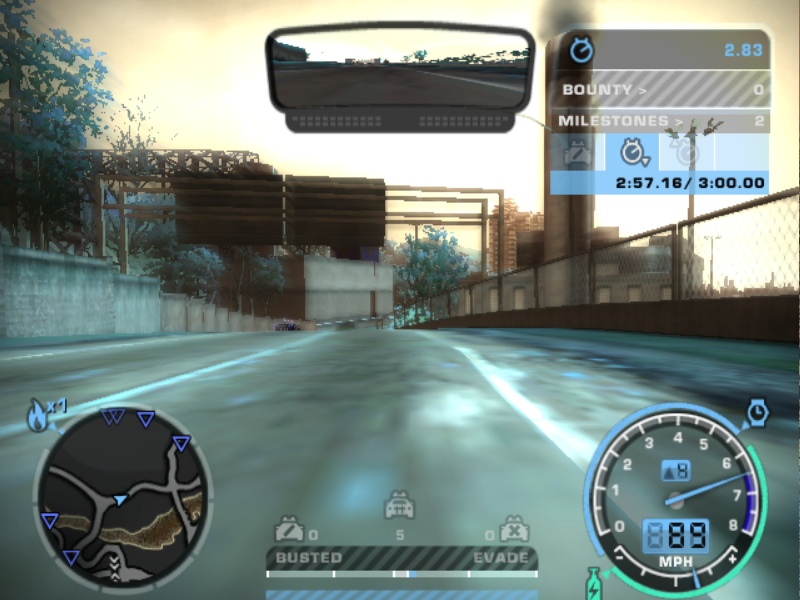 2.83
BOUNTY > 0
MILESTONES > 2
2:57.16/ 3:00.00
x1
0 1 2 3 4 5 6 7 8
4
89
MPH
0 5 0
BUSTED EVADE